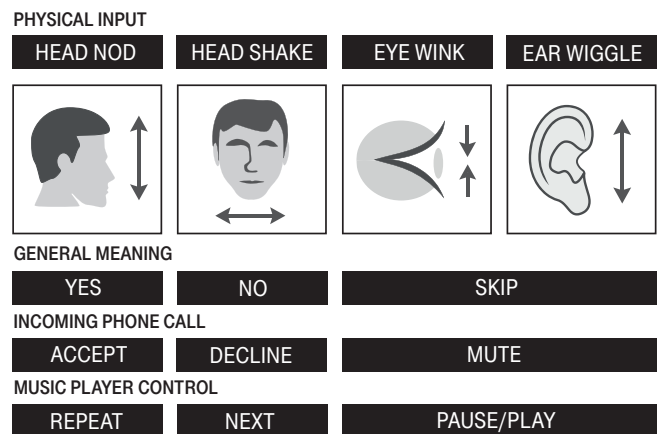 PHYSICAL INPUT
HEAD NOD HEAD SHAKE EYE WINK EAR WIGGLE
GENERAL MEANING
YES NO SKIP
INCOMING PHONE CALL
ACCEPT DECLINE MUTE
MUSIC PLAYER CONTROL
REPEAT NEXT PAUSE/PLAY